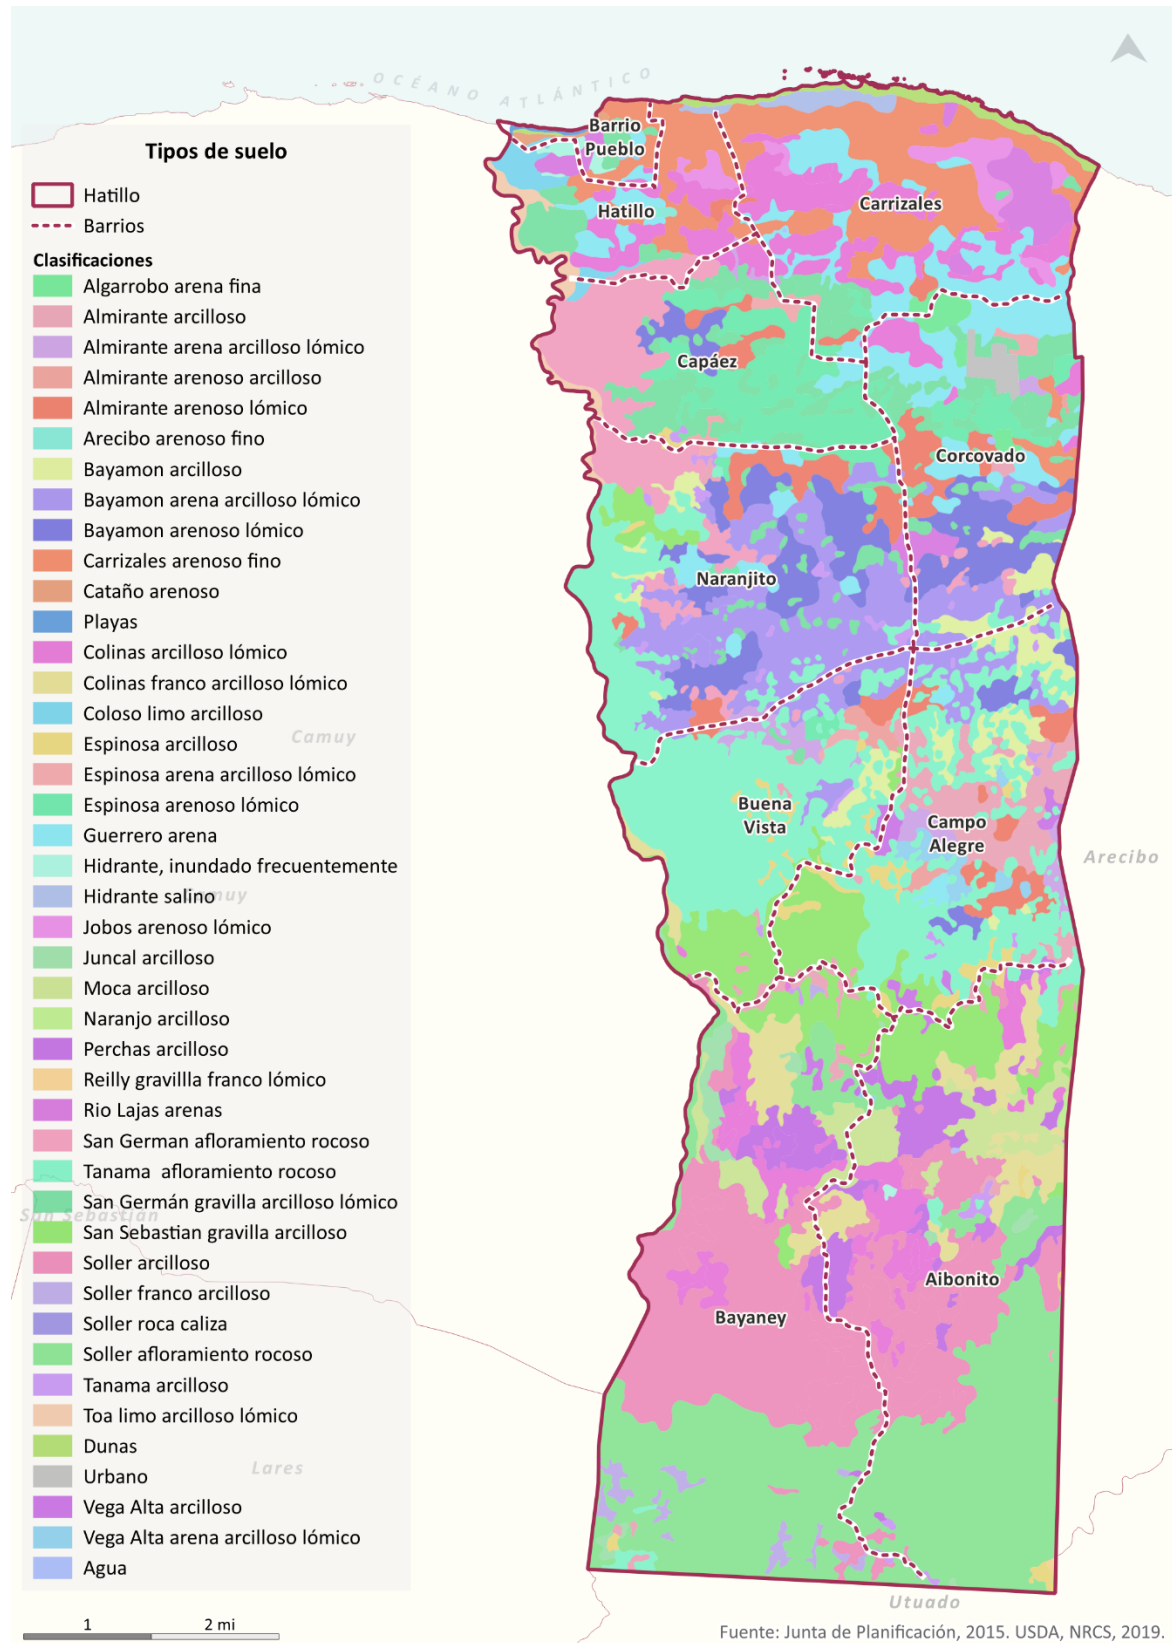 OCÉANO ATLÁNTICO
Tipos de suelo
Hatillo
Barrios
Clasificaciones
Algarrobo arena fina
Almirante arcilloso
Almirante arena arcilloso lómico
Almirante arenoso arcilloso
Almirante arenoso lómico
Arecibo arenoso fino
Bayamon arcilloso
Bayamon arena arcilloso lómico
Bayamon arenoso lómico
Carrizales arenoso fino
Cataño arenoso
Playas
Colinas arcilloso lómico
Colinas franco arcilloso lómico
Coloso limo arcilloso
Espinosa arcilloso
Espinosa arena arcilloso lómico
Espinosa arenoso lómico
Guerrero arena
Hidrante, inundado frecuentemente
Hidrante salino
Jobos arenoso lómico
Juncal arcilloso
Moca arcilloso
Naranjo arcilloso
Perchas arcilloso
Reilly gravillla franco lómico
Rio Lajas arenas
San German afloramiento rocoso
Tanama  afloramiento rocoso
San Germán gravilla arcilloso lómico
San Sebastian gravilla arcilloso
Soller arcilloso
Soller franco arcilloso
Soller roca caliza
Soller afloramiento rocoso
Tanama arcilloso
Toa limo arcilloso lómico
Dunas
Urbano
Vega Alta arcilloso
Vega Alta arena arcilloso lómico
Agua
Camuy
Camuy
San Sebastián
Lares
Barrio
Pueblo
Hatillo
Carrizales
Capáez
Corcovado
Naranjito
Buena
Vista
Campo
Alegre
Arecibo
Aibonito
Bayaney
Utuado
1
2 mi
Fuente: Junta de Planificación, 2015. USDA, NRCS, 2019.